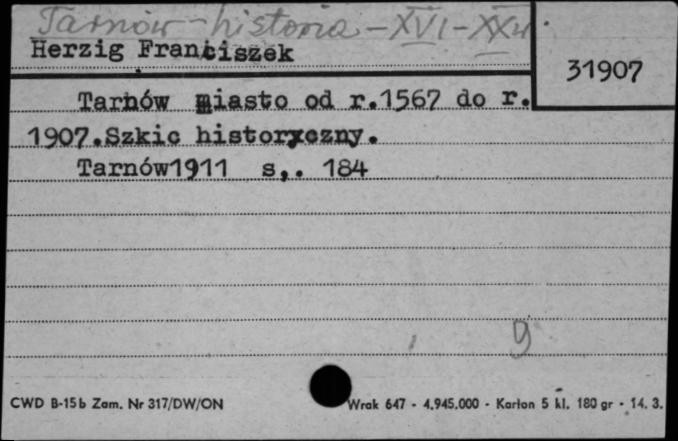 Tarnów - historia - XVI - XX w.
Herzig Franciszek
31907
Tarnów miasto od r.1567 do r.
1907.Szkic historyczny.
Tarnów1911 s,. 184
9
CWD B-15b Zam. Nr 317/DW/ON
Wrak 647 - 4.945.000 - Karton 5 kl. 180 gr - 14. 3.